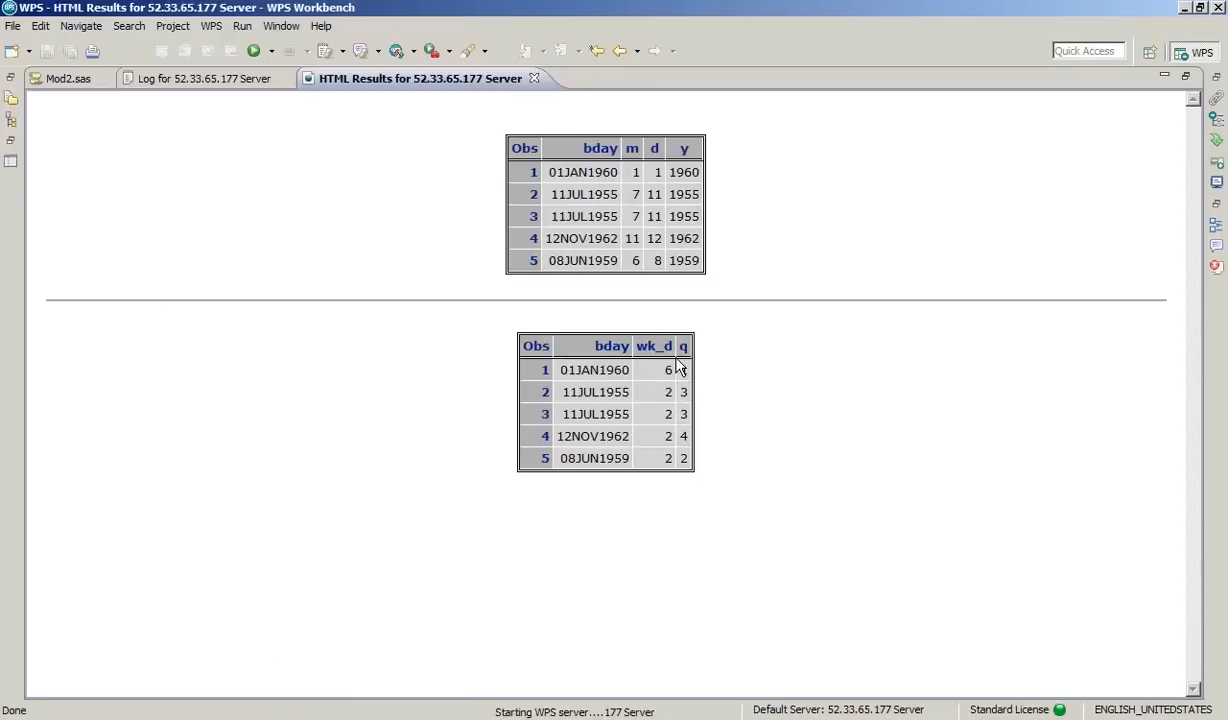 WPS - HTML Results for 52.33.65.177 Server - WPS Workbench
File Edit Navigate Search Project WPS Run Window Help
Quick Access WPS
Mod2.sas Log for 52.33.65.177 Server HTML Results for 52.33.65.177 Server
Obs bday m d y
1 01JAN1960 1 1 1960
2 11JUL1955 7 11 1955
3 11JUL1955 7 11 1955
4 12NOV1962 11 12 1962
5 08JUN1959 6 8 1959
Obs bday wk_d q
1 01JAN1960 6
2 11JUL1955 2 3
3 11JUL1955 2 3
4 12NOV1962 2 4
5 08JUN1959 2 2
Done Starting WPS server....177 Server Default Server: 52.33.65.177 Server Standard License ENGLISH_UNITEDSTATES